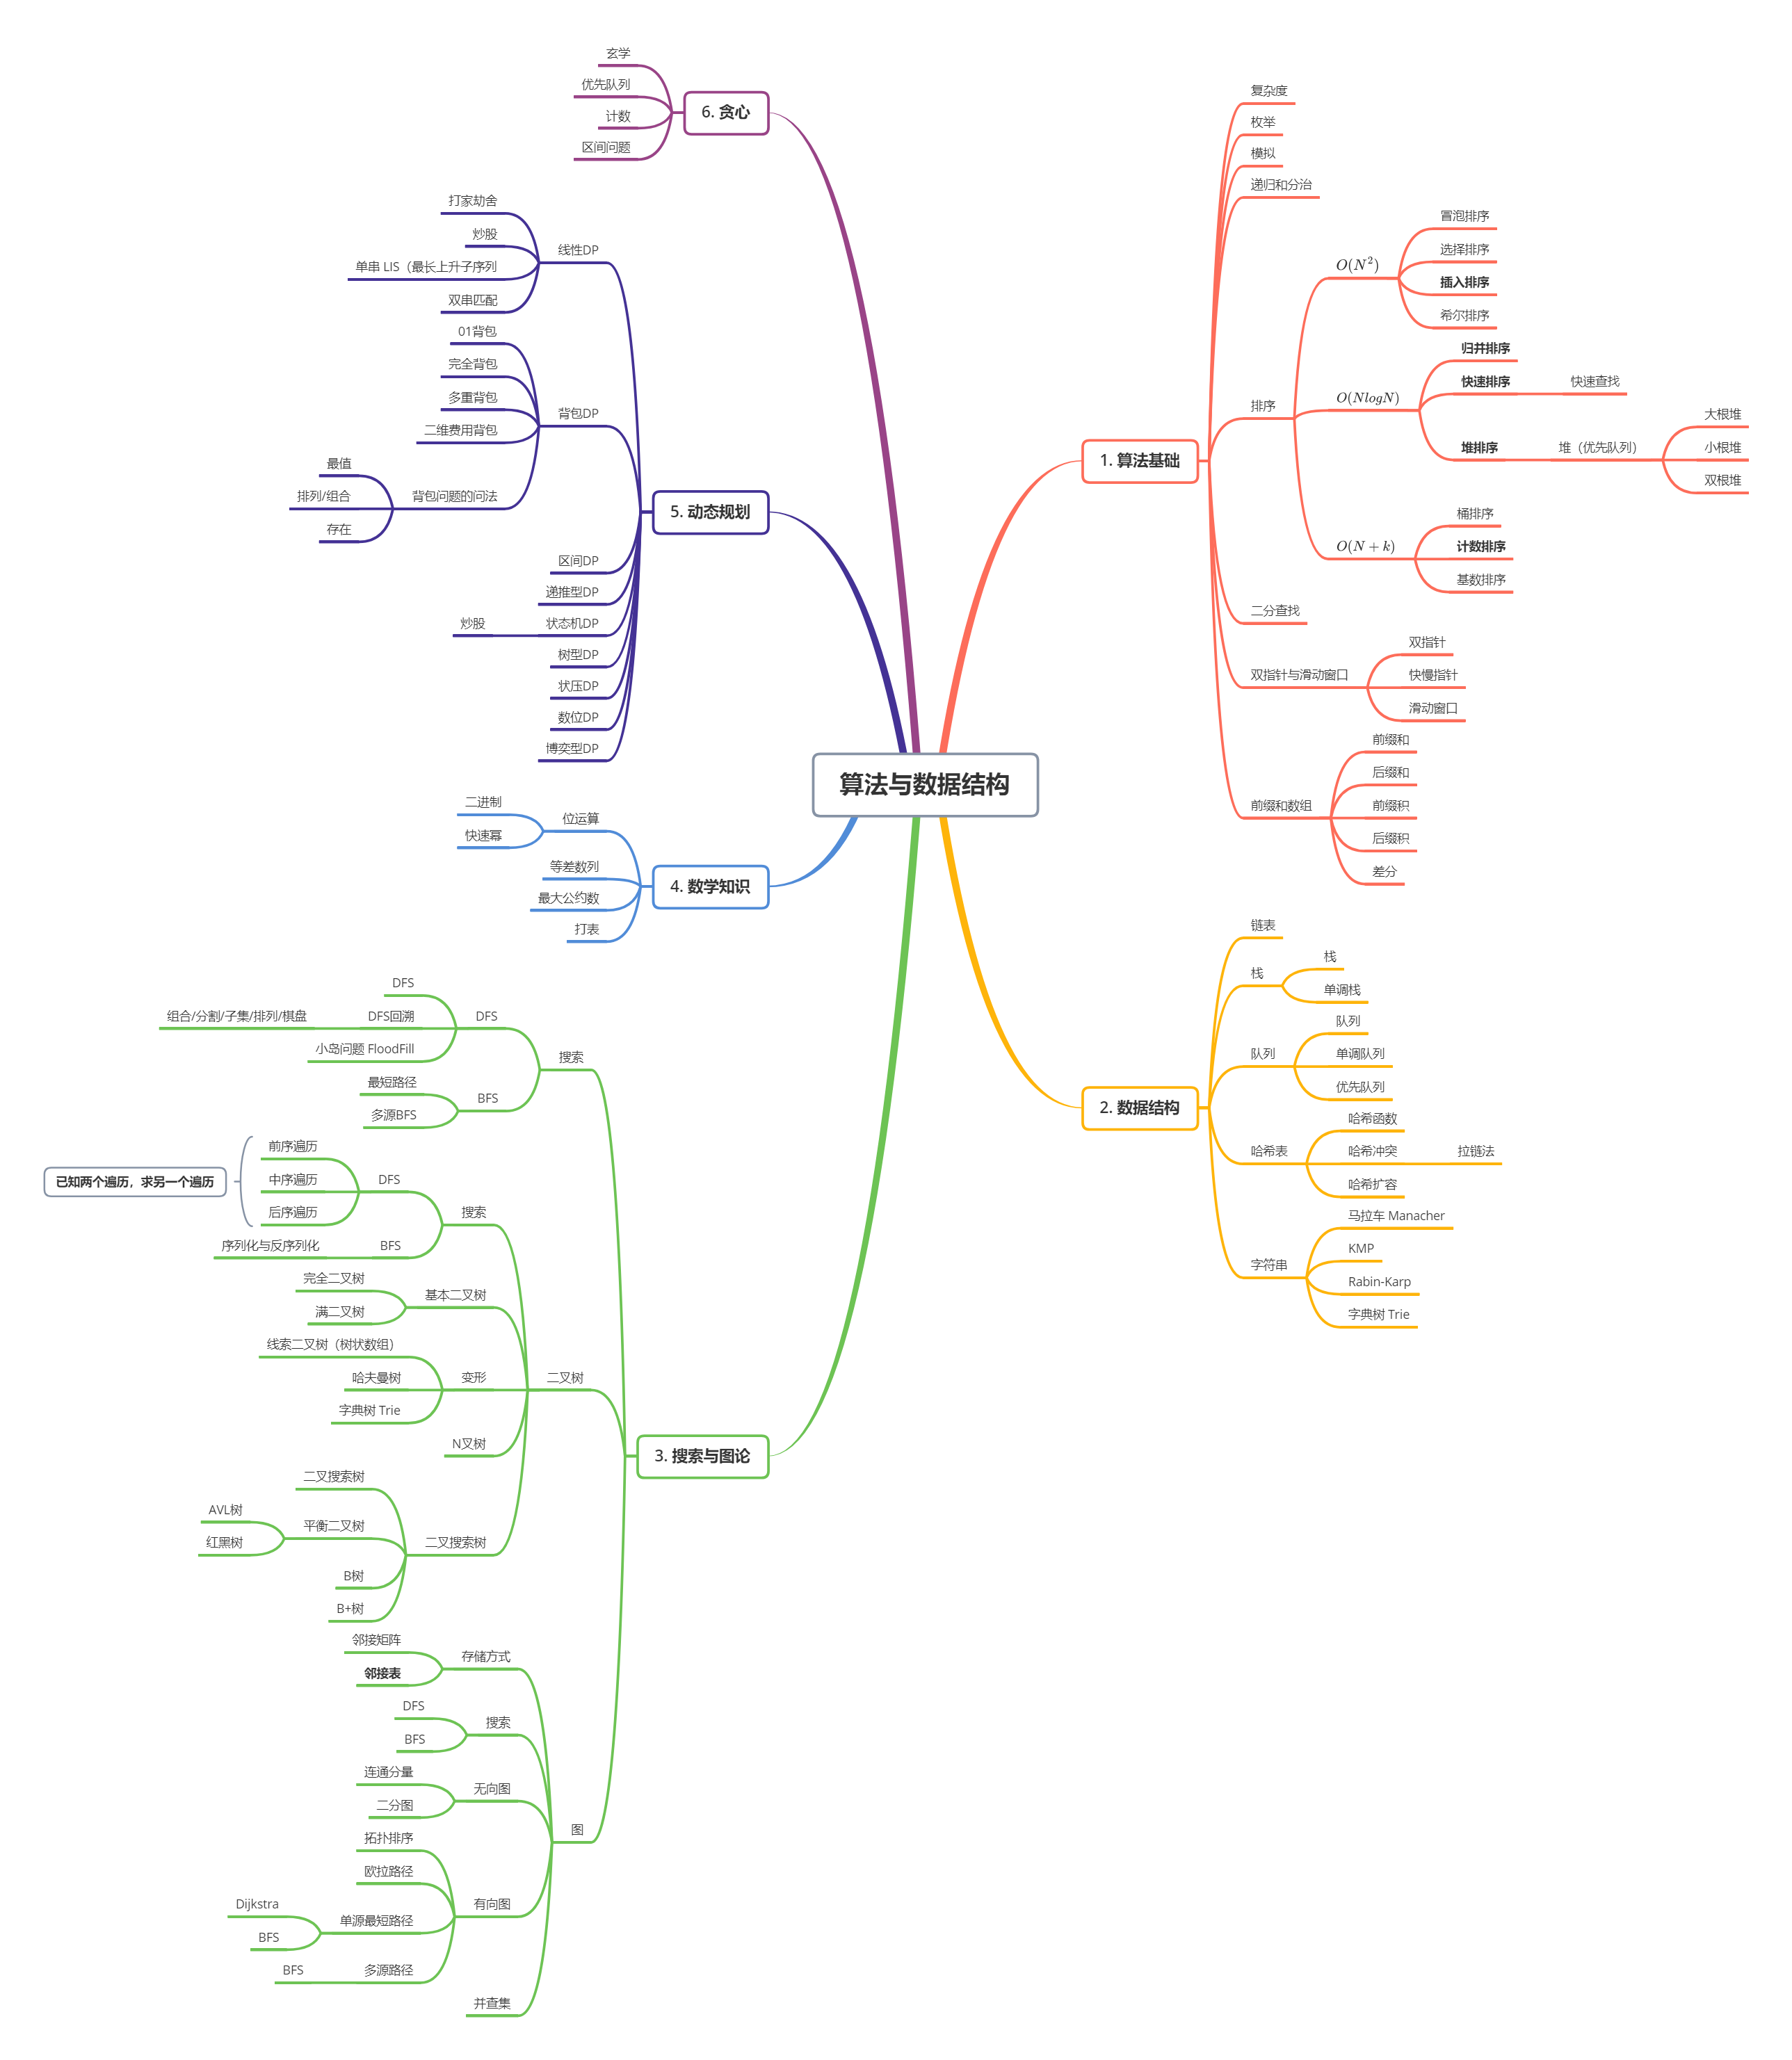 算法与数据结构
1. 算法基础
复杂度
枚举
模拟
递归和分治
排序
O(N²)
冒泡排序
选择排序
插入排序
希尔排序
O(NlogN)
归并排序
快速排序
快速查找
堆排序
堆（优先队列）
大根堆
小根堆
双根堆
O(N + k)
桶排序
计数排序
基数排序
二分查找
双指针与滑动窗口
双指针
快慢指针
滑动窗口
前缀和数组
前缀和
后缀和
前缀积
后缀积
差分
2. 数据结构
链表
栈
栈
单调栈
队列
队列
单调队列
优先队列
哈希表
哈希函数
哈希冲突
拉链法
哈希扩容
字符串
马拉车 Manacher
KMP
Rabin-Karp
字典树 Trie
3. 搜索与图论
搜索
DFS
DFS
DFS回溯
组合/分割/子集/排列/棋盘
小岛问题 FloodFill
BFS
最短路径
多源BFS
二叉树
搜索
DFS
前序遍历
中序遍历
后序遍历
已知两个遍历，求另一个遍历
BFS
序列化与反序列化
基本二叉树
完全二叉树
满二叉树
变形
线索二叉树（树状数组）
哈夫曼树
字典树 Trie
N叉树
二叉搜索树
二叉搜索树
平衡二叉树
AVL树
红黑树
B树
B+树
图
存储方式
邻接矩阵
邻接表
搜索
DFS
BFS
无向图
连通分量
二分图
有向图
拓扑排序
欧拉路径
单源最短路径
Dijkstra
BFS
多源路径
BFS
并查集
4. 数学知识
位运算
二进制
快速幂
等差数列
最大公约数
打表
5. 动态规划
线性DP
打家劫舍
炒股
单串 LIS（最长上升子序列
双串匹配
背包DP
01背包
完全背包
多重背包
二维费用背包
背包问题的问法
最值
排列/组合
存在
区间DP
递推型DP
状态机DP
炒股
树型DP
状压DP
数位DP
博奕型DP
6. 贪心
玄学
优先队列
计数
区间问题